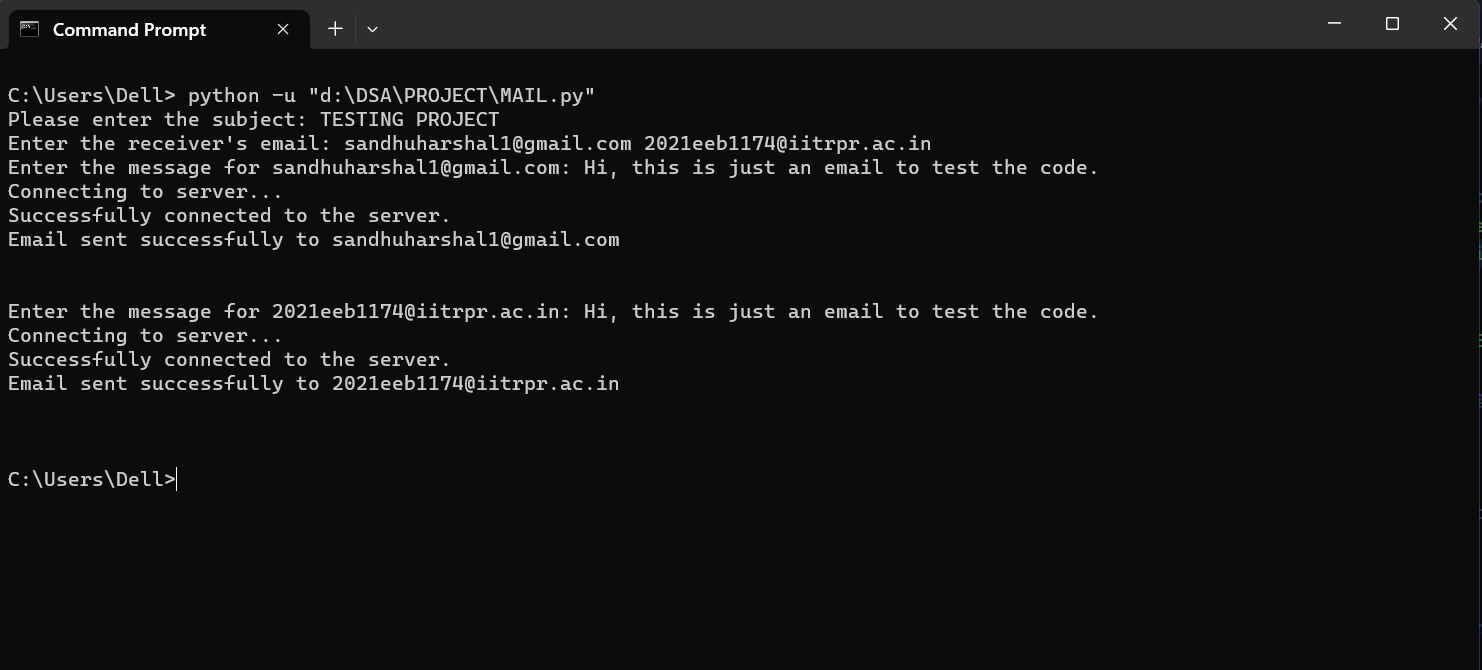 Command Prompt
C:\Users\Dell> python -u "d:\DSA\PROJECT\MAIL.py"
Please enter the subject: TESTING PROJECT
Enter the receiver's email: sandhuharshal1@gmail.com 2021eeb1174@iitrpr.ac.in
Enter the message for sandhuharshal1@gmail.com: Hi, this is just an email to test the code.
Connecting to server...
Successfully connected to the server.
Email sent successfully to sandhuharshal1@gmail.com
Enter the message for 2021eeb1174@iitrpr.ac.in: Hi, this is just an email to test the code.
Connecting to server...
Successfully connected to the server.
Email sent successfully to 2021eeb1174@iitrpr.ac.in
C:\Users\Dell>